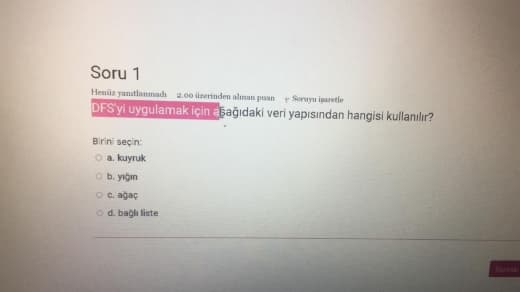 Soru 1
Henüz yanıtlanmadı 2.00 üzerinden alınan puan Soruyu işaretle
DFS'yi uygulamak için aşağıdaki veri yapısından hangisi kullanılır?
Birini seçin:
a. kuyruk
b. yığın
c. ağaç
d. bağlı liste